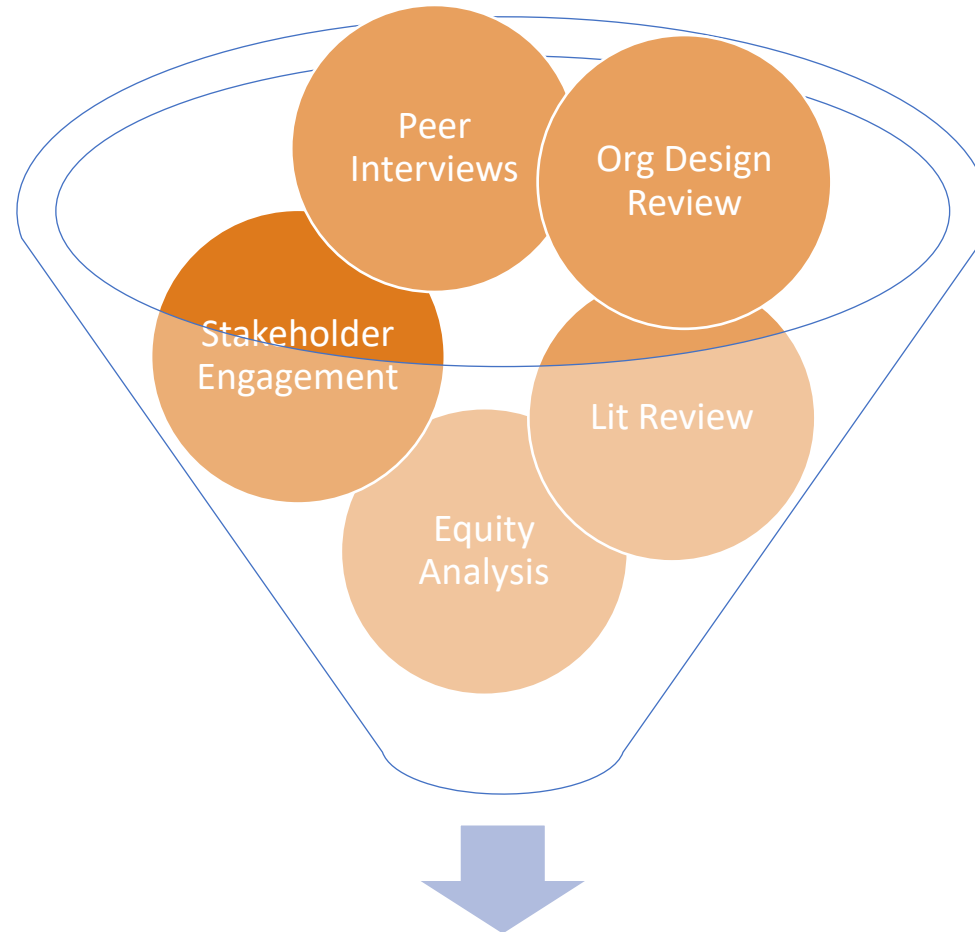 Peer
Interviews
Org Design
Review
Stakeholder
Engagement
Lit Review
Equity
Analysis